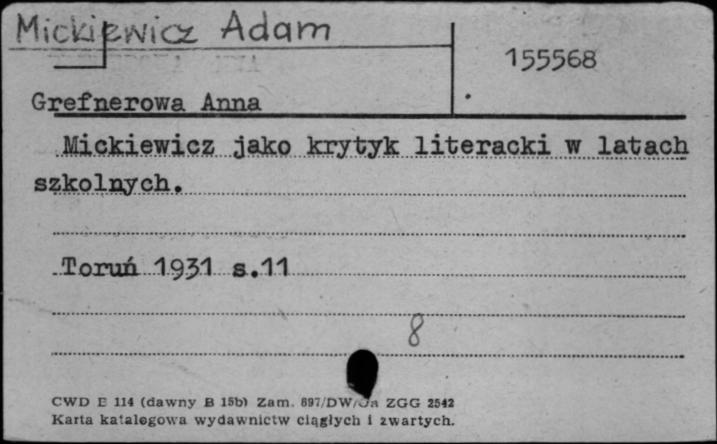 Mickiewicz Adam
155568
Grefnerowa Anna
Mickiewicz jako krytyk literacki w latach
szkolnych.
Toruń 1931 s.11
8
CWD E 114 (dawny B 15b) Zam. 697/DW/ ZGG 2542
Karta katalogowa wydawnictw ciągłych i zwartych.